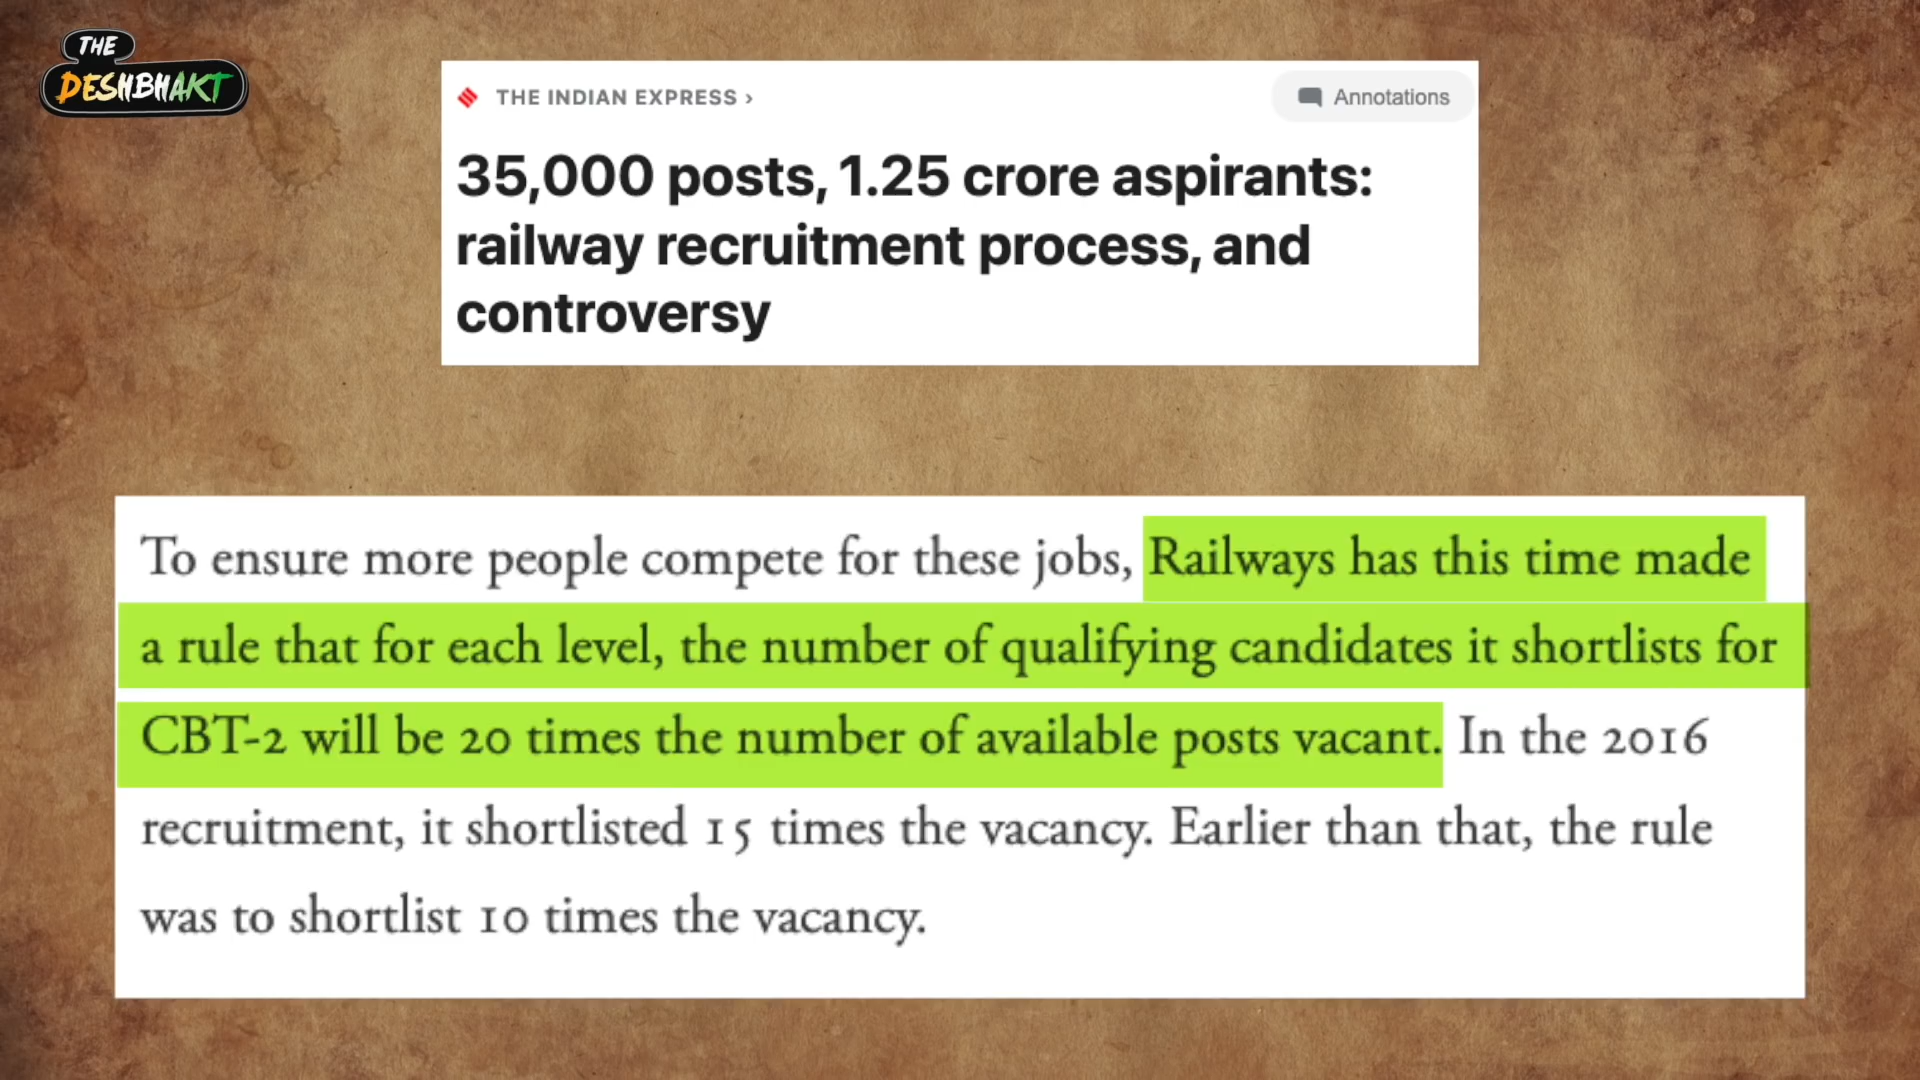 THE
DESHBHAKT
THE INDIAN EXPRESS ›
Annotations
35,000 posts, 1.25 crore aspirants:
railway recruitment process, and
controversy
To ensure more people compete for these jobs, Railways has this time made
a rule that for each level, the number of qualifying candidates it shortlists for
CBT-2 will be 20 times the number of available posts vacant. In the 2016
recruitment, it shortlisted 15 times the vacancy. Earlier than that, the rule
was to shortlist 10 times the vacancy.